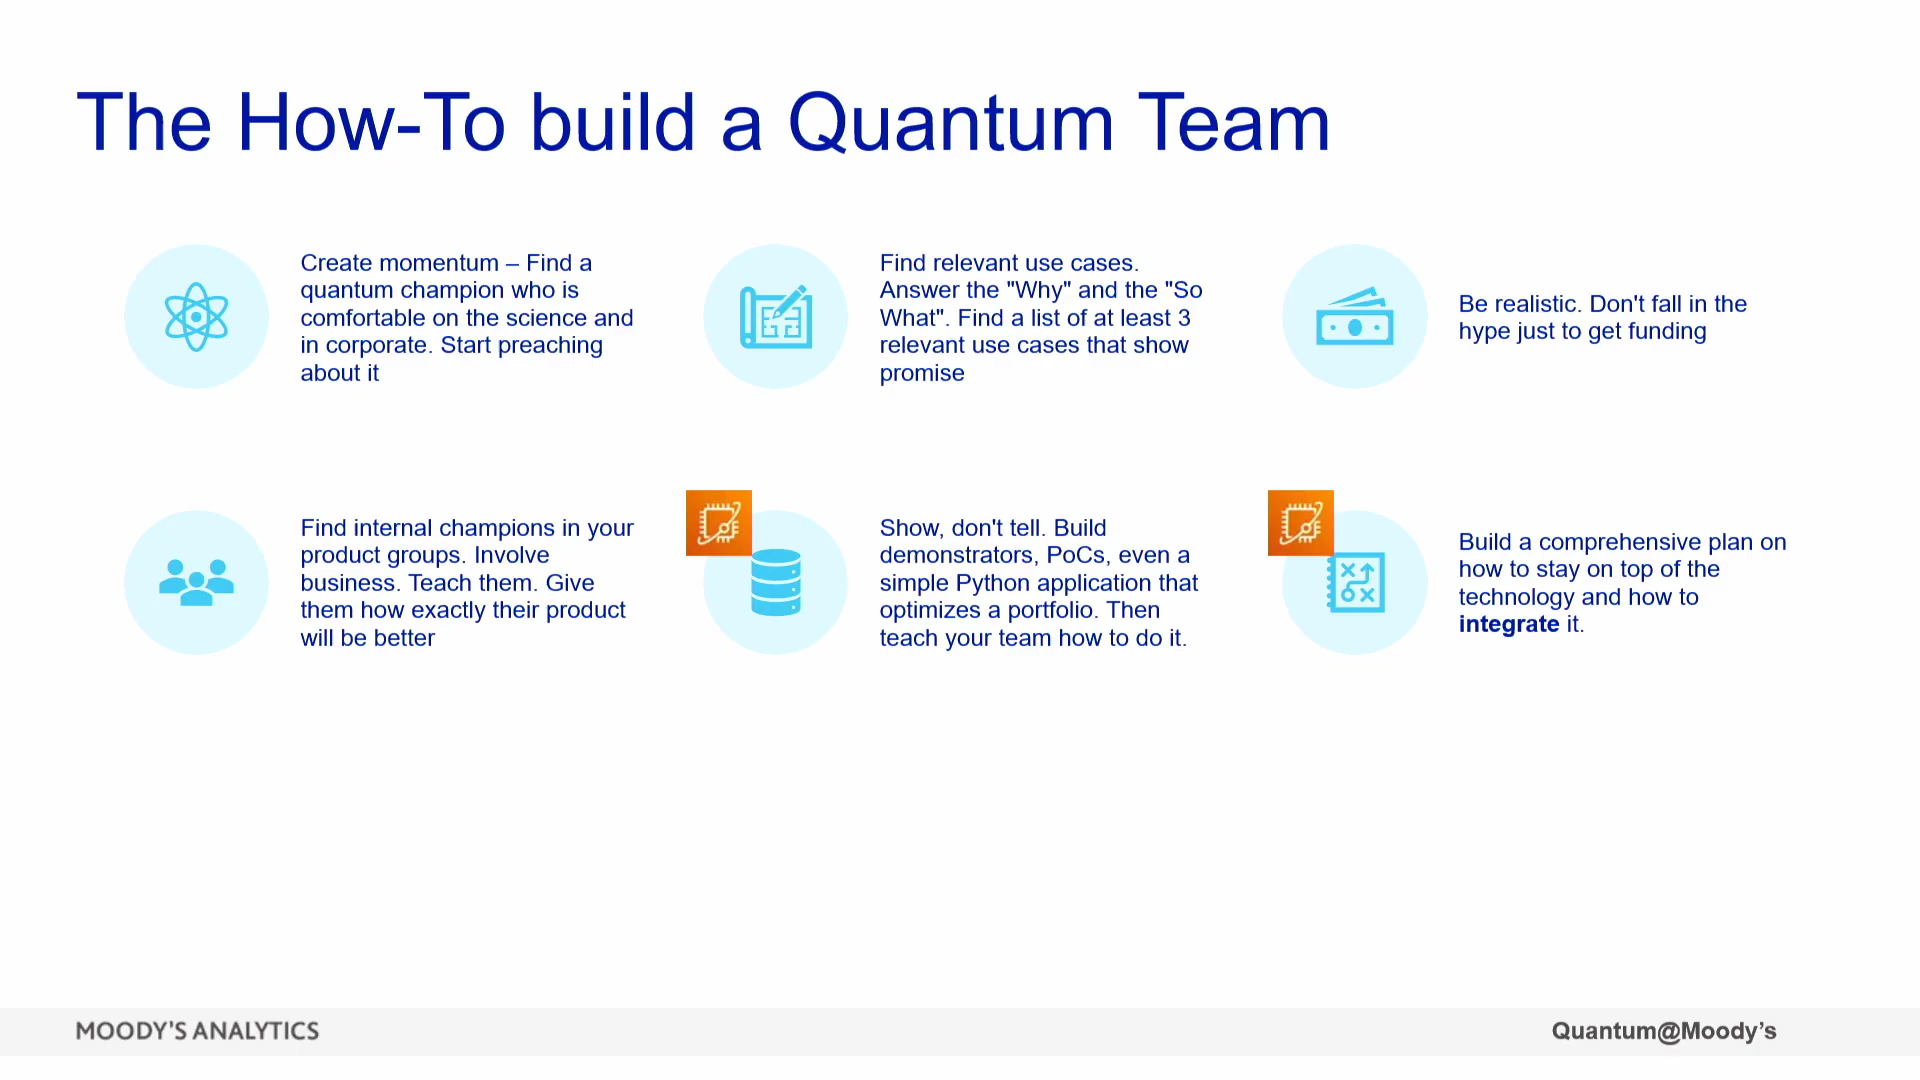 The How-To build a Quantum Team
Create momentum – Find a
quantum champion who is
comfortable on the science and
in corporate. Start preaching
about it
Find relevant use cases.
Answer the "Why" and the "So
What". Find a list of at least 3
relevant use cases that show
promise
Be realistic. Don't fall in the
hype just to get funding
Find internal champions in your
product groups. Involve
business. Teach them. Give
them how exactly their product
will be better
Show, don't tell. Build
demonstrators, PoCs, even a
simple Python application that
optimizes a portfolio. Then
teach your team how to do it.
Build a comprehensive plan on
how to stay on top of the
technology and how to
integrate it.
MOODY'S ANALYTICS
Quantum@Moody’s